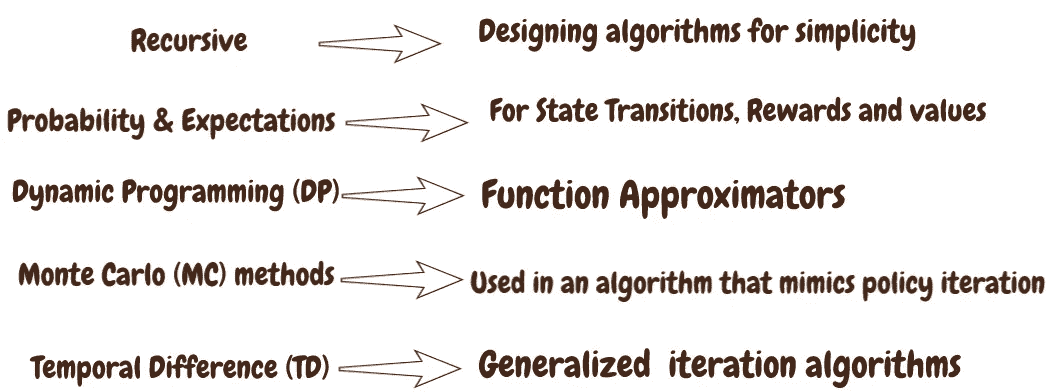 Recursive Designing algorithms for simplicity
Probability & Expectations For State Transitions, Rewards and values
Dynamic Programming (DP) Function Approximators
Monte Carlo (MC) methods Used in an algorithm that mimics policy iteration
Temporal Difference (TD) Generalized iteration algorithms